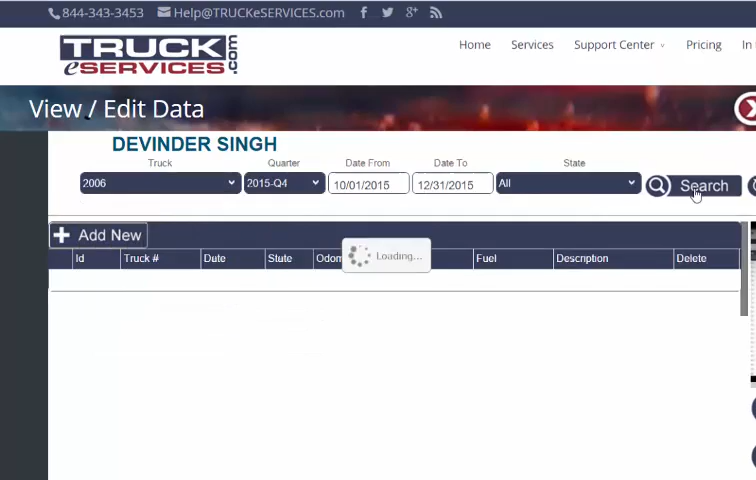 844-343-3453 Help@TRUCKeSERVICES.com
TRUCK
eSERVICES
.com
Home Services Support Center Pricing In
View / Edit Data
DEVINDER SINGH
Truck Quarter Date From Date To State
2006 2015-Q4 10/01/2015 12/31/2015 All Search
Add New
Loading...
Id Truck # Date State Odom Fuel Description Delete